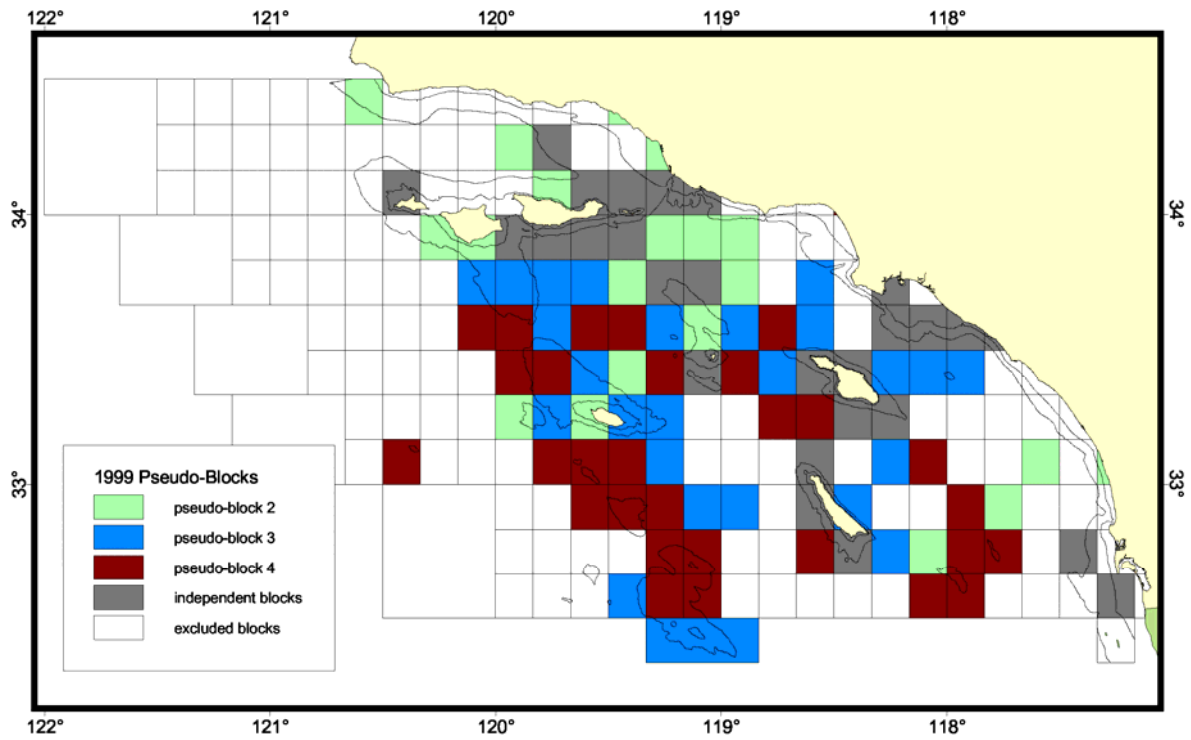 122° 121° 120° 119° 118°
34° 34°
33° 33°
1999 Pseudo-Blocks
pseudo-block 2
pseudo-block 3
pseudo-block 4
independent blocks
excluded blocks
122° 121° 120° 119° 118°